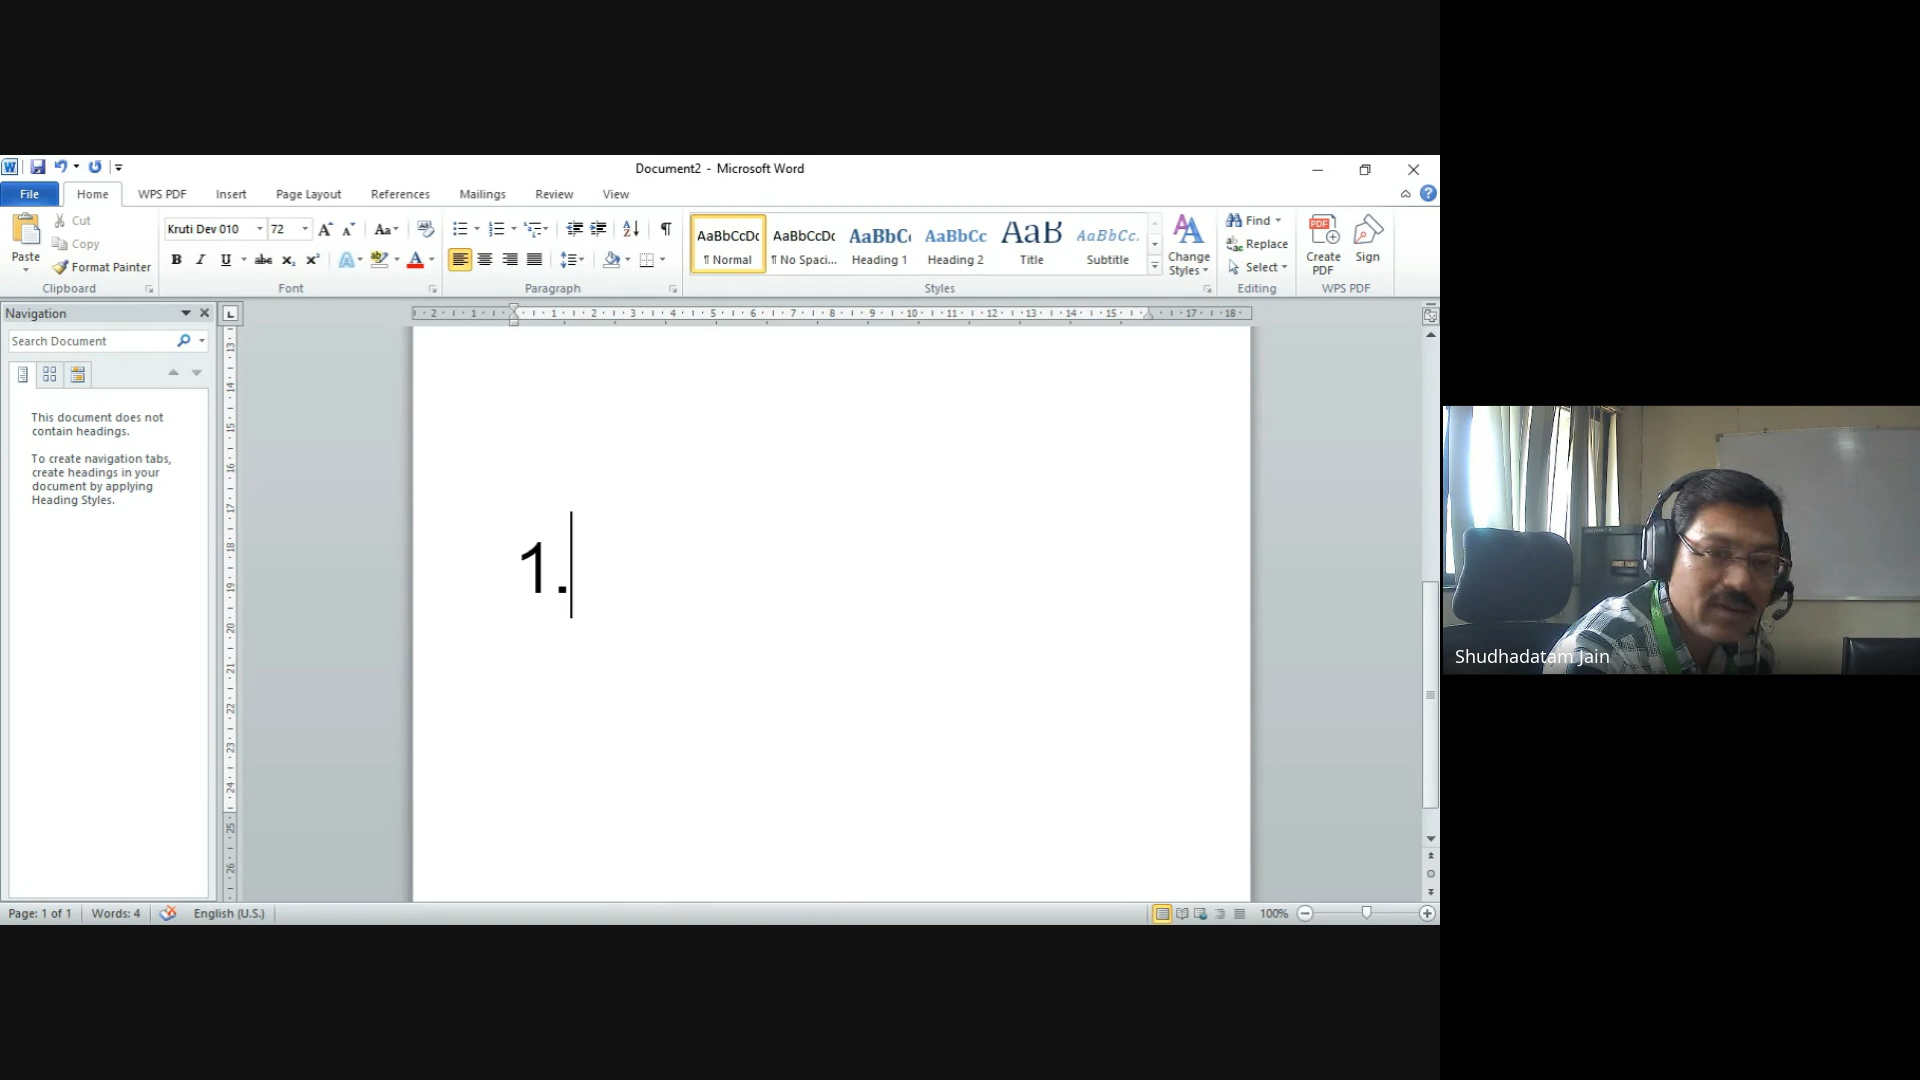 Document2 - Microsoft Word
File Home WPS PDF Insert Page Layout References Mailings Review View
Paste
Cut
Copy
Format Painter
Clipboard
Kruti Dev 010 72
Font
Paragraph
AaBbCcDc AaBbCcDc AaBbC AaBbCc AaB AaBbCc.
¶ Normal ¶ No Spaci... Heading 1 Heading 2 Title Subtitle
Styles
Change Styles
Find
Replace
Select
Editing
Create PDF
Sign
WPS PDF
Navigation
Search Document
This document does not
contain headings.
To create navigation tabs,
create headings in your
document by applying
Heading Styles.
1.
Shudhadatam Jain
Page: 1 of 1 Words: 4 English (U.S.) 100%